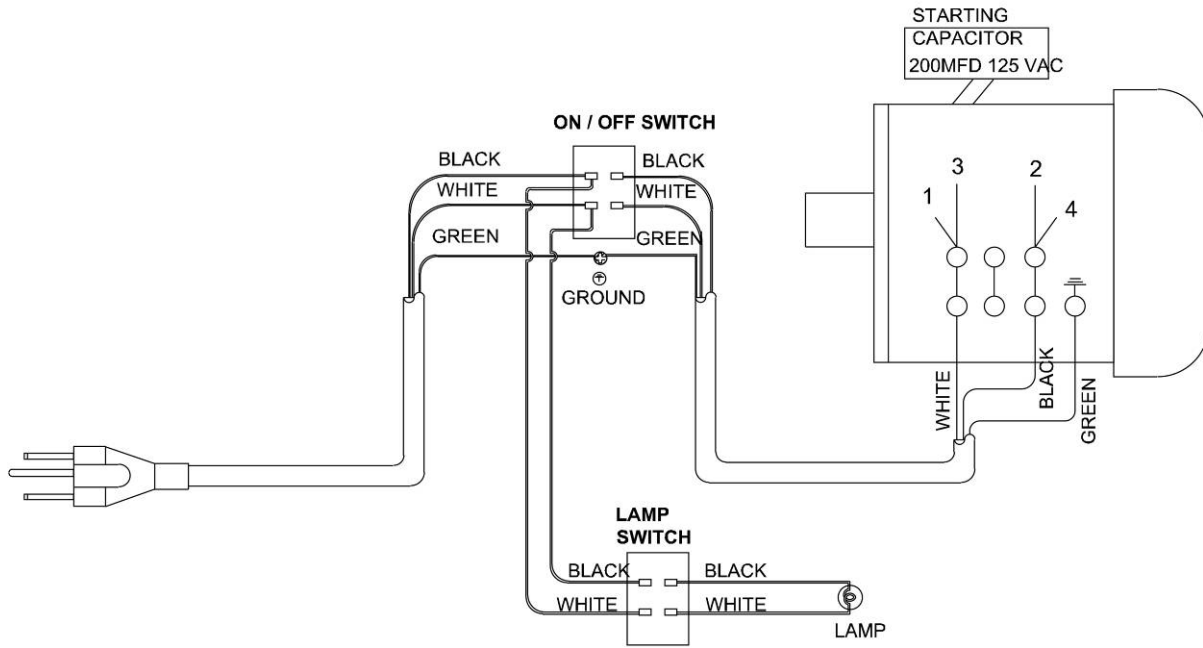 STARTING
CAPACITOR
200MFD 125 VAC
ON / OFF SWITCH
BLACK
BLACK
WHITE
WHITE
GREEN
GREEN
GROUND
3
2
1
4
WHITE
BLACK
GREEN
LAMP
SWITCH
BLACK
BLACK
WHITE
WHITE
LAMP